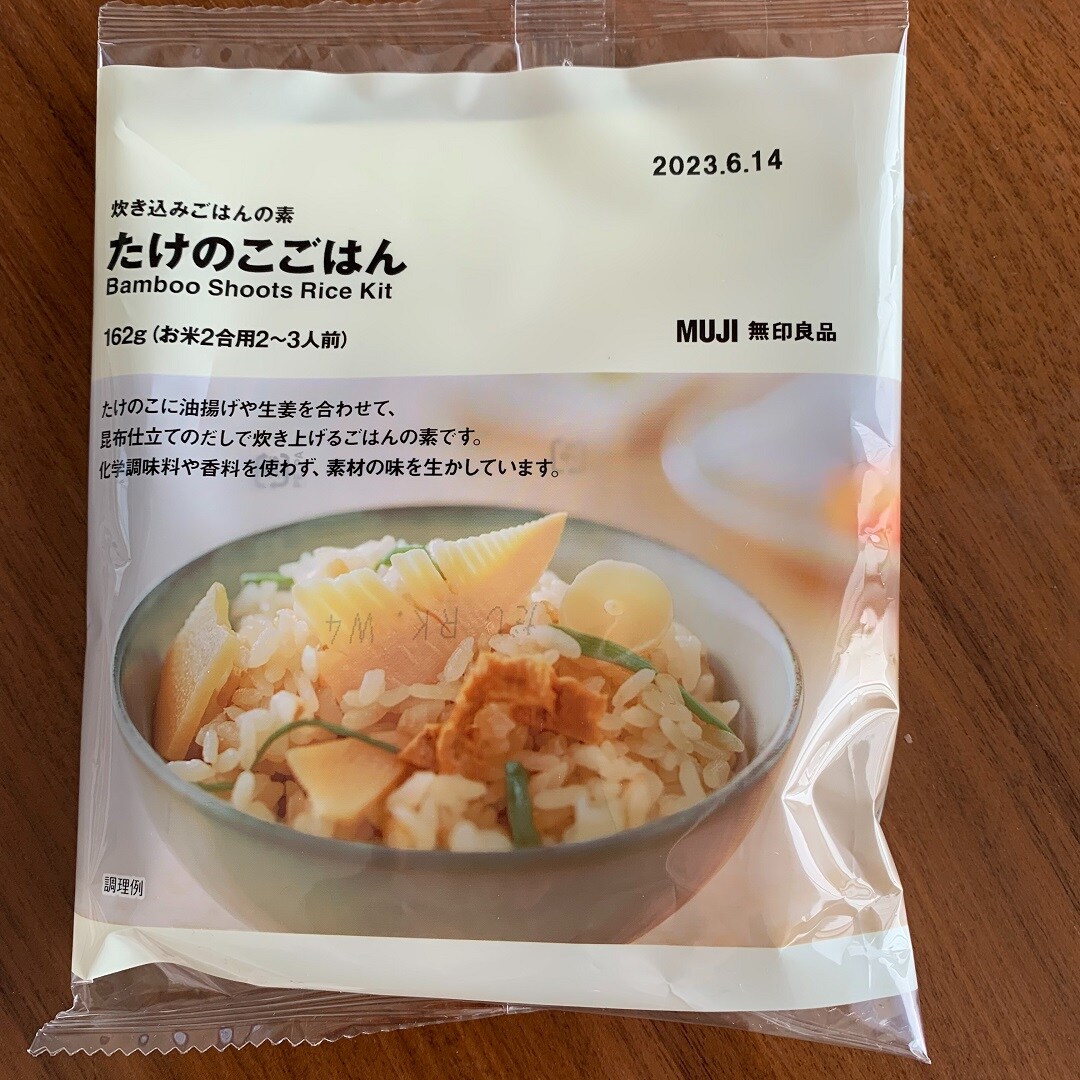 2023.6.14
炊き込みごはんの素
たけのこごはん
Bamboo Shoots Rice Kit
162g（お米2合用2～3人前）
MUJI 無印良品
たけのこに油揚げや生姜を合わせて、
昆布仕立てのだしで炊き上げるごはんの素です。
化学調味料や香料を使わず、素材の味を生かしています。
調理例